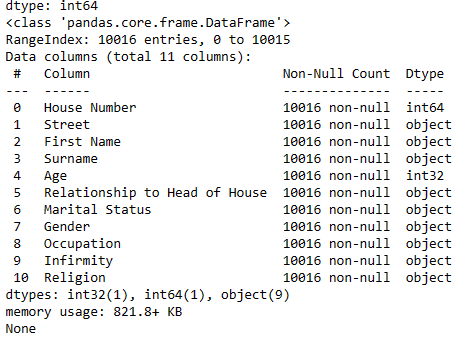 dtype: int64
<class 'pandas.core.frame.DataFrame'>
RangeIndex: 10016 entries, 0 to 10015
Data columns (total 11 columns):
 #   Column                        Non-Null Count  Dtype
---  ------                        --------------  -----
 0   House Number                  10016 non-null  int64
 1   Street                        10016 non-null  object
 2   First Name                    10016 non-null  object
 3   Surname                       10016 non-null  object
 4   Age                           10016 non-null  int32
 5   Relationship to Head of House  10016 non-null  object
 6   Marital Status                10016 non-null  object
 7   Gender                        10016 non-null  object
 8   Occupation                    10016 non-null  object
 9   Infirmity                     10016 non-null  object
 10  Religion                      10016 non-null  object
dtypes: int32(1), int64(1), object(9)
memory usage: 821.8+ KB
None